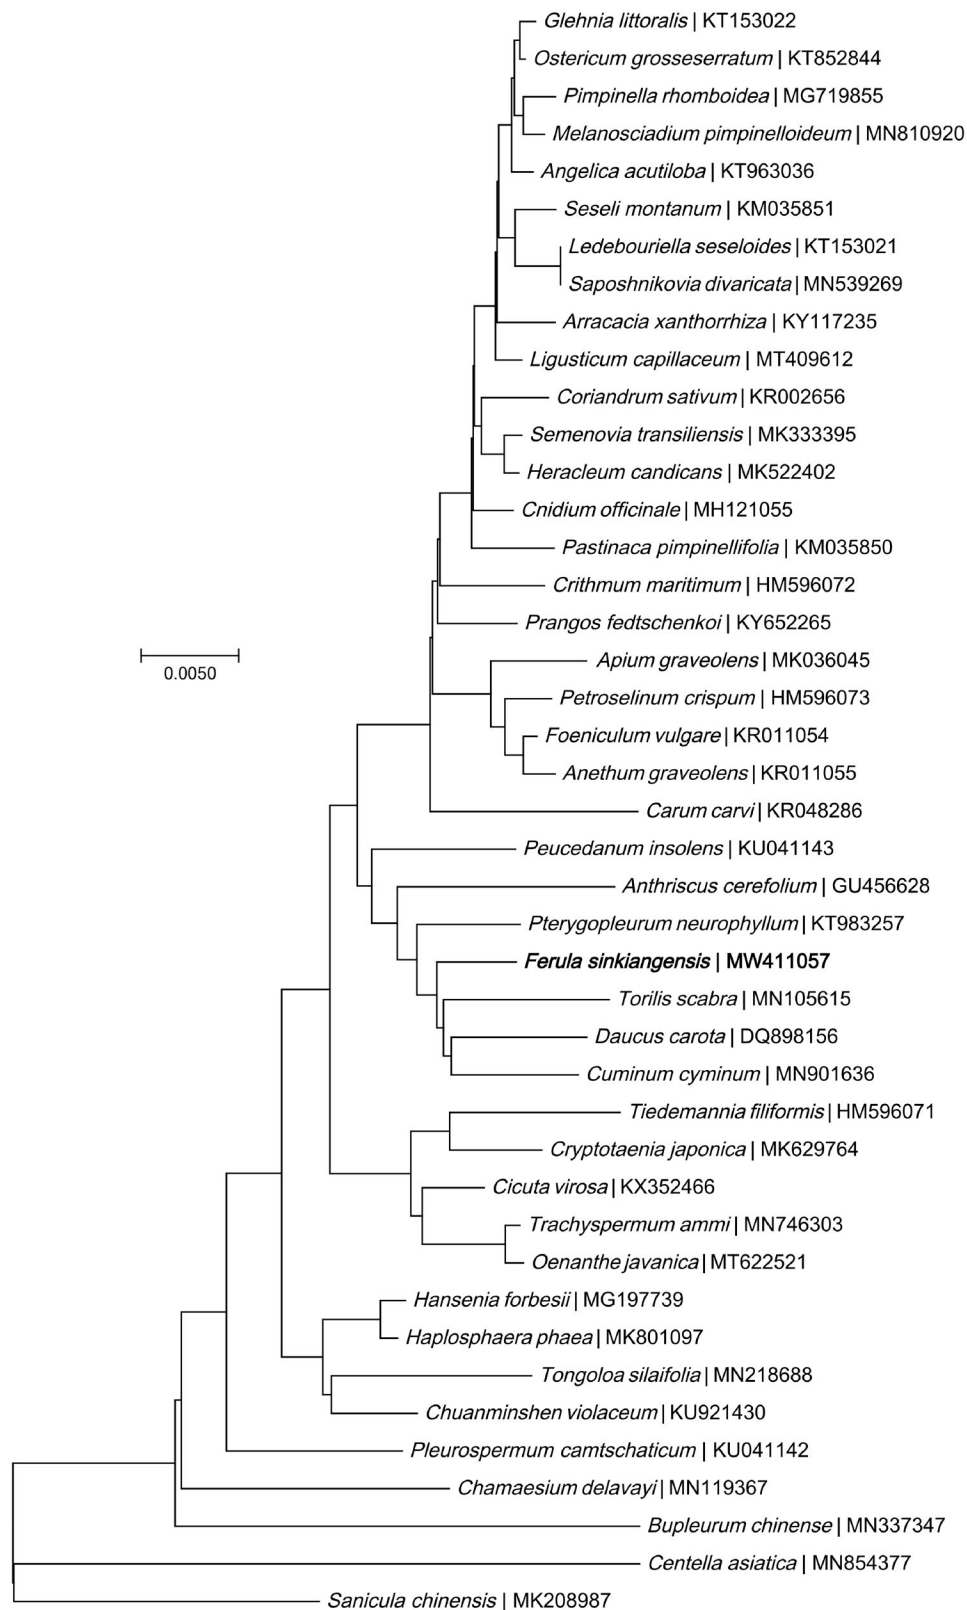 Glehnia littoralis | KT153022
Ostericum grosseserratum | KT852844
Pimpinella rhomboidea | MG719855
Melanosciadium pimpinelloideum | MN810920
Angelica acutiloba | KT963036
Seseli montanum | KM035851
Ledebouriella seseloides | KT153021
Saposhnikovia divaricata | MN539269
Arracacia xanthorrhiza | KY117235
Ligusticum capillaceum | MT409612
Coriandrum sativum | KR002656
Semenovia transiliensis | MK333395
Heracleum candicans | MK522402
Cnidium officinale | MH121055
Pastinaca pimpinellifolia | KM035850
Crithmum maritimum | HM596072
Prangos fedtschenkoi | KY652265
0.0050
Apium graveolens | MK036045
Petroselinum crispum | HM596073
Foeniculum vulgare | KR011054
Anethum graveolens | KR011055
Carum carvi | KR048286
Peucedanum insolens | KU041143
Anthriscus cerefolium | GU456628
Pterygopleurum neurophyllum | KT983257
Ferula sinkiangensis | MW411057
Torilis scabra | MN105615
Daucus carota | DQ898156
Cuminum cyminum | MN901636
Tiedemannia filiformis | HM596071
Cryptotaenia japonica | MK629764
Cicuta virosa | KX352466
Trachyspermum ammi | MN746303
Oenanthe javanica | MT622521
Hansenia forbesii | MG197739
Haplosphaera phaea | MK801097
Tongoloa silaifolia | MN218688
Chuanminshen violaceum | KU921430
Pleurospermum camtschaticum | KU041142
Chamaesium delavayi | MN119367
Bupleurum chinense | MN337347
Centella asiatica | MN854377
Sanicula chinensis | MK208987